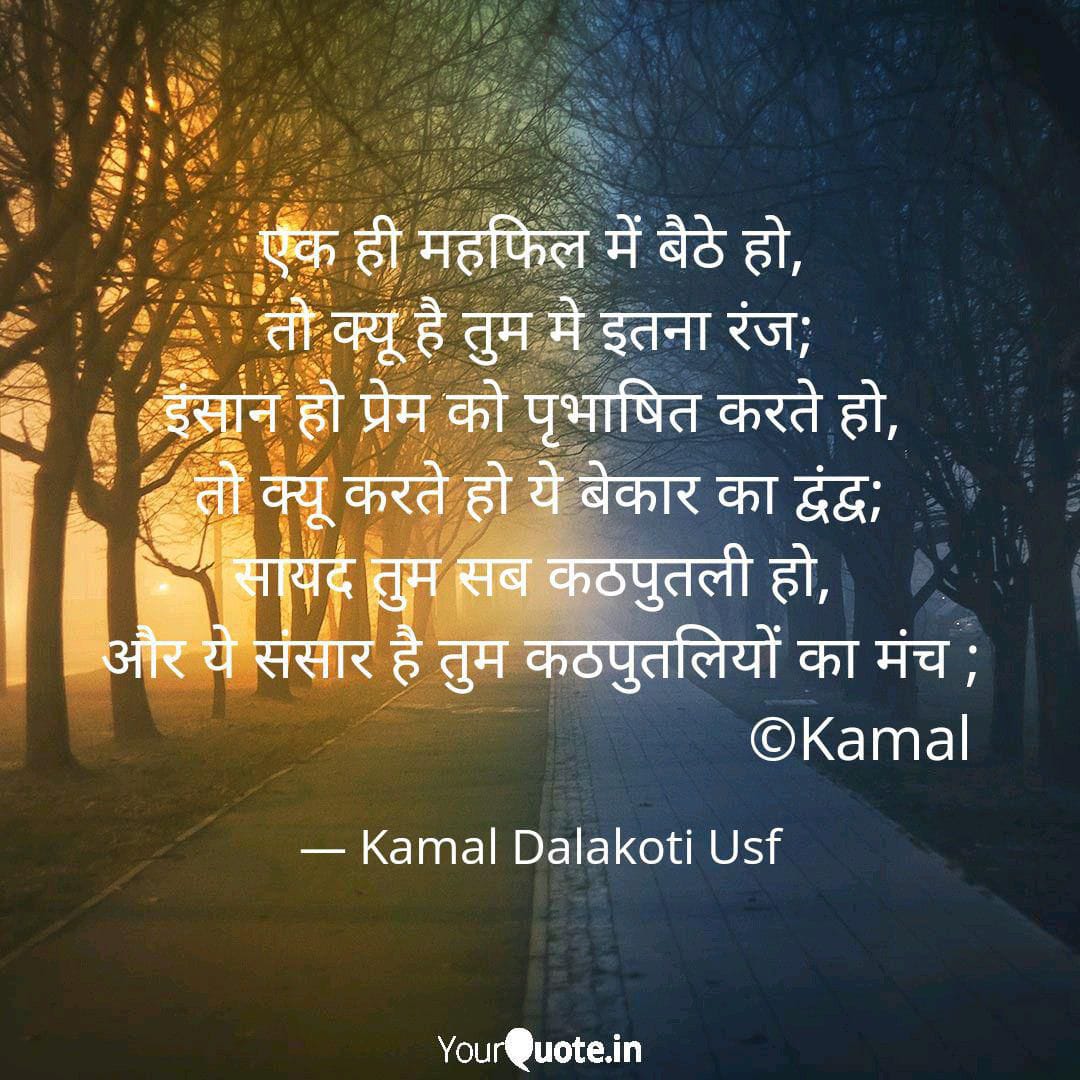 एक ही महफिल में बैठे हो,
तो क्यू है तुम मे इतना रंज;
इंसान हो प्रेम को पृभाषित करते हो,
तो क्यू करते हो ये बेकार का द्वंद्व;
सायद तुम सब कठपुतली हो,
और ये संसार है तुम कठपुतलियों का मंच ;
©Kamal
— Kamal Dalakoti Usf
YourQuote.in